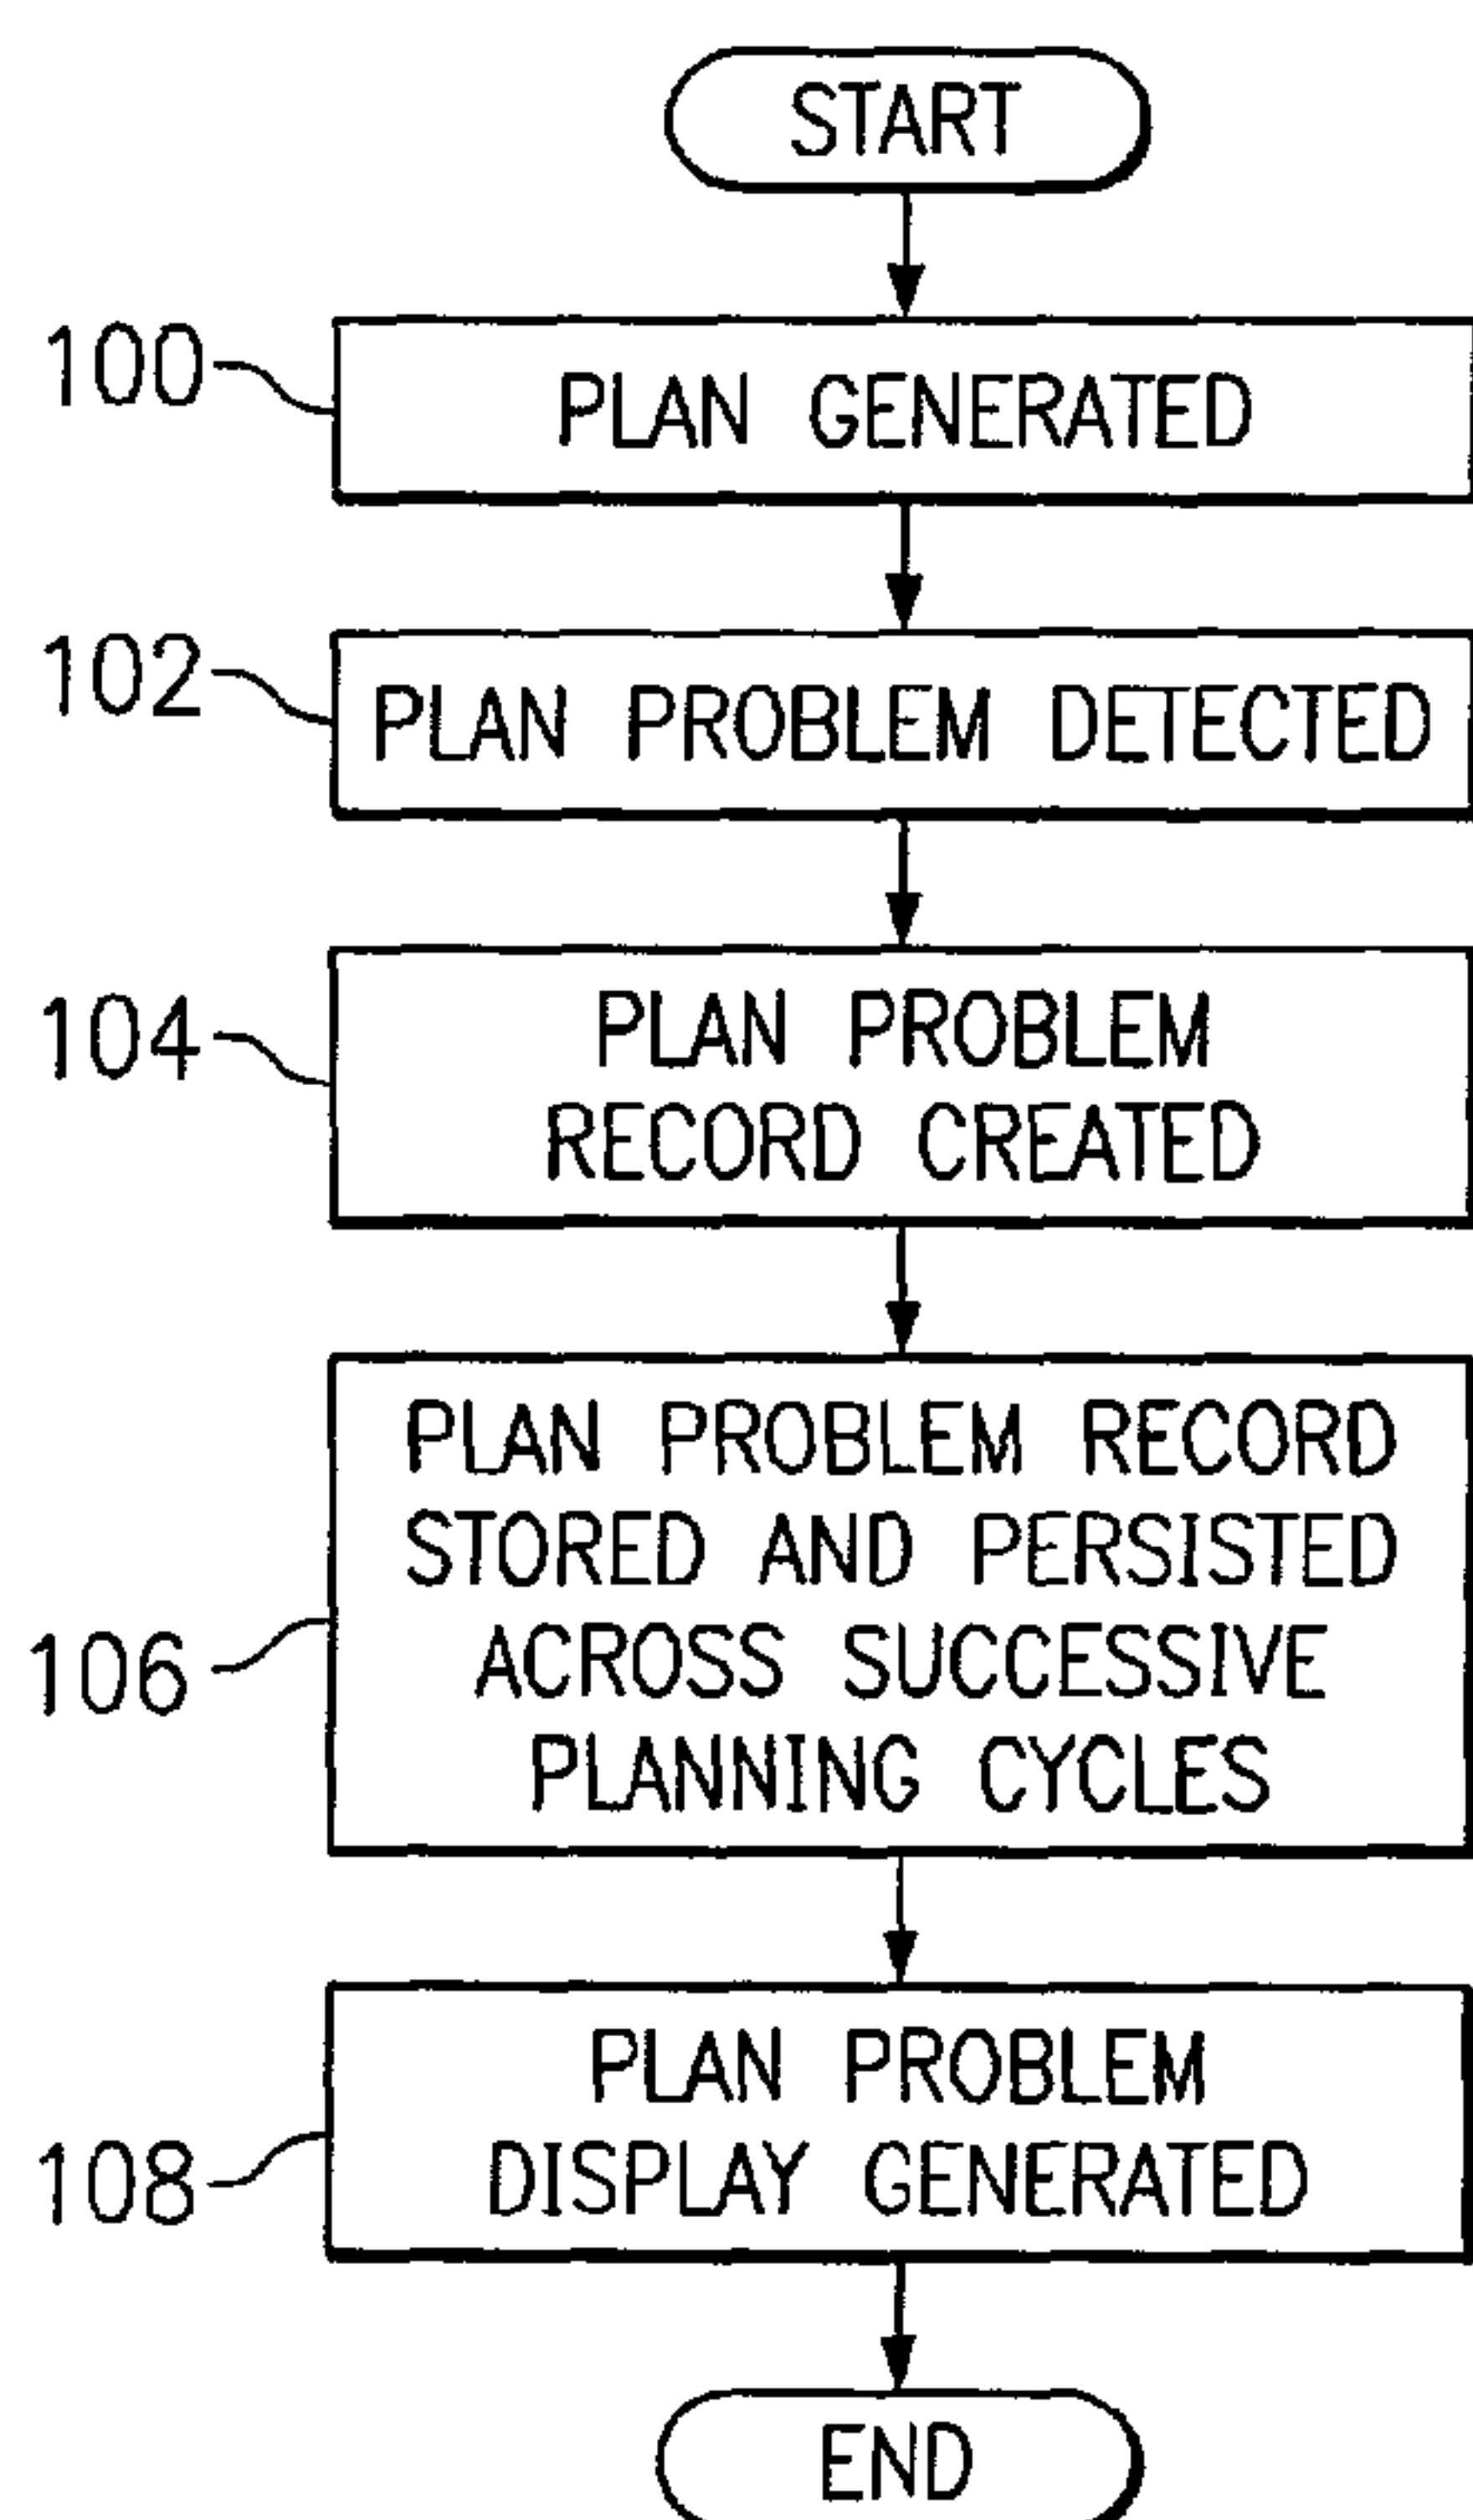 START
100
PLAN GENERATED
102
PLAN PROBLEM DETECTED
104
PLAN PROBLEM
RECORD CREATED
106
PLAN PROBLEM RECORD
STORED AND PERSISTED
ACROSS SUCCESSIVE
PLANNING CYCLES
108
PLAN PROBLEM
DISPLAY GENERATED
END